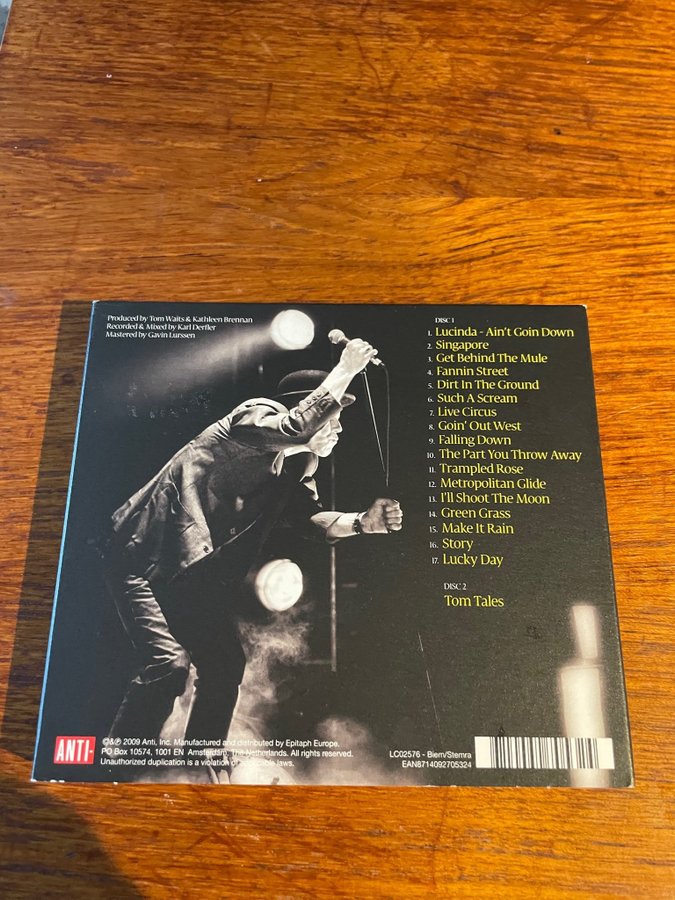 Produced by Tom Waits & Kathleen Brennan
Recorded & Mixed by Karl Derfler
Mastered by Gavin Lurssen
DISC 1
1. Lucinda - Ain't Goin Down
2. Singapore
3. Get Behind The Mule
4. Fannin Street
5. Dirt In The Ground
6. Such A Scream
7. Live Circus
8. Goin' Out West
9. Falling Down
10. The Part You Throw Away
11. Trampled Rose
12. Metropolitan Glide
13. I'll Shoot The Moon
14. Green Grass
15. Make It Rain
16. Story
17. Lucky Day
DISC 2
Tom Tales
ANTI-
©&℗ 2009 Anti, Inc. Manufactured and distributed by Epitaph Europe.
PO Box 10574, 1001 EN Amsterdam, The Netherlands. All rights reserved.
Unauthorized duplication is a violation of applicable laws.
LC02576 - Biem/Stemra
EAN8714092705324